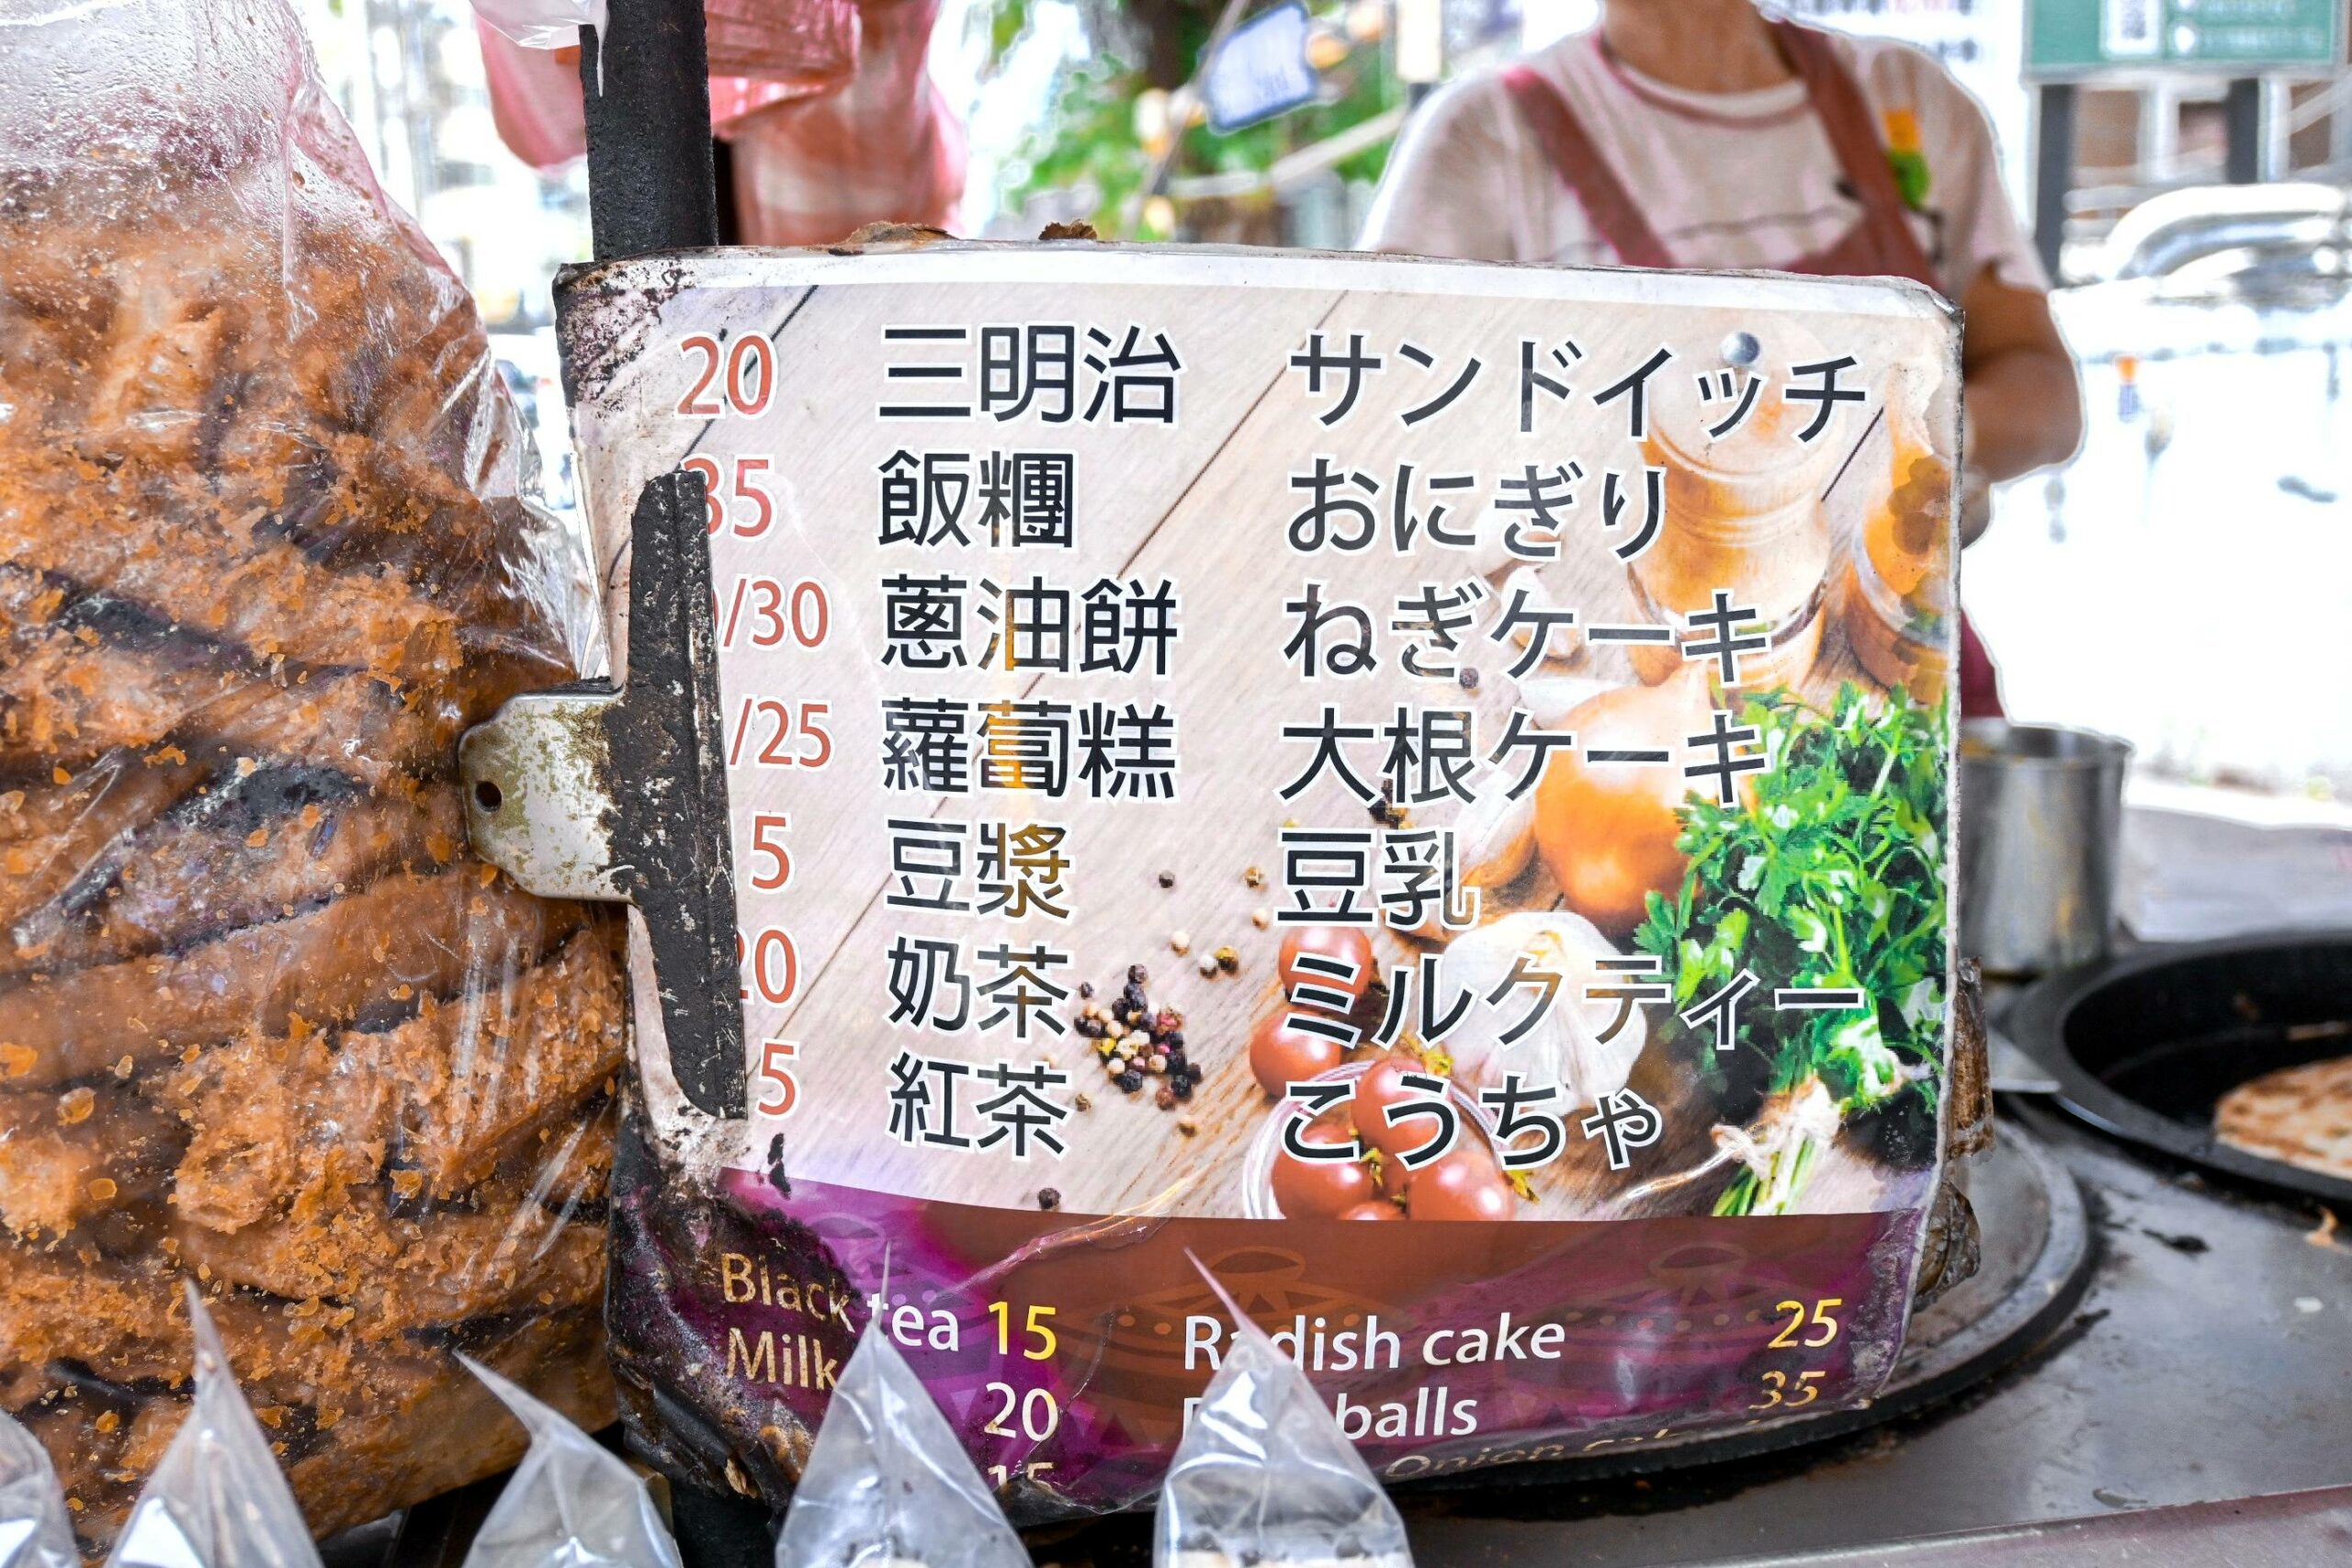 20 三明治 サンドイッチ
35 飯糰 おにぎり
/30 蔥油餅 ねぎケーキ
/25 蘿蔔糕 大根ケーキ
5 豆漿 豆乳
20 奶茶 ミルクティー
5 紅茶 こうちゃ
Black tea 15 Radish cake 25
Milk 20 balls 35
15 Onion